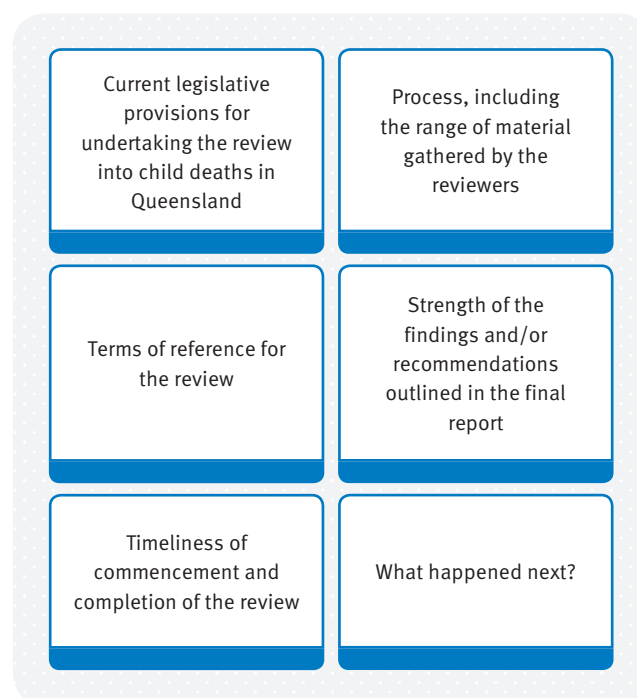 Current legislative
provisions for
undertaking the review
into child deaths in
Queensland
Process, including
the range of material
gathered by the
reviewers
Terms of reference for
the review
Strength of the
findings and/or
recommendations
outlined in the final
report
Timeliness of
commencement and
completion of the review
What happened next?